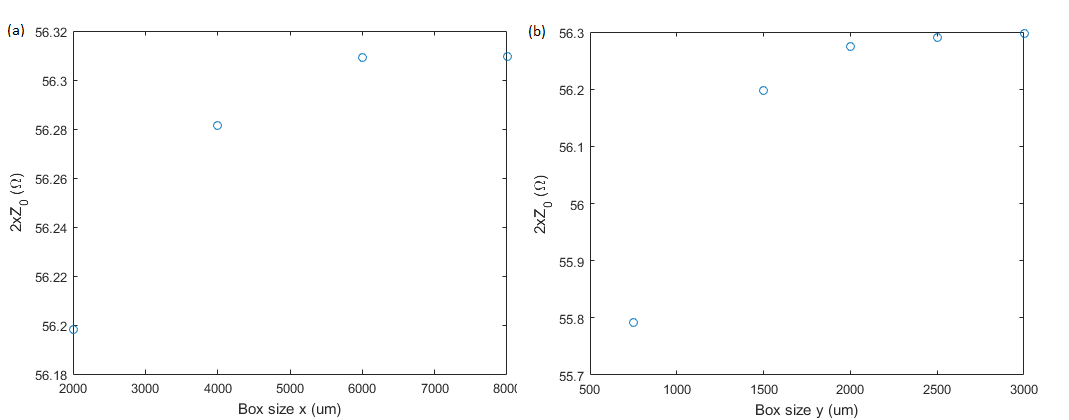 (a)
56.32
56.3
56.28
56.26
56.24
56.22
56.2
56.18
2xZ0 (Ω)
2000 3000 4000 5000 6000 7000 8000
Box size x (um)
(b)
56.3
56.2
56.1
56
55.9
55.8
55.7
2xZ0 (Ω)
500 1000 1500 2000 2500 3000
Box size y (um)